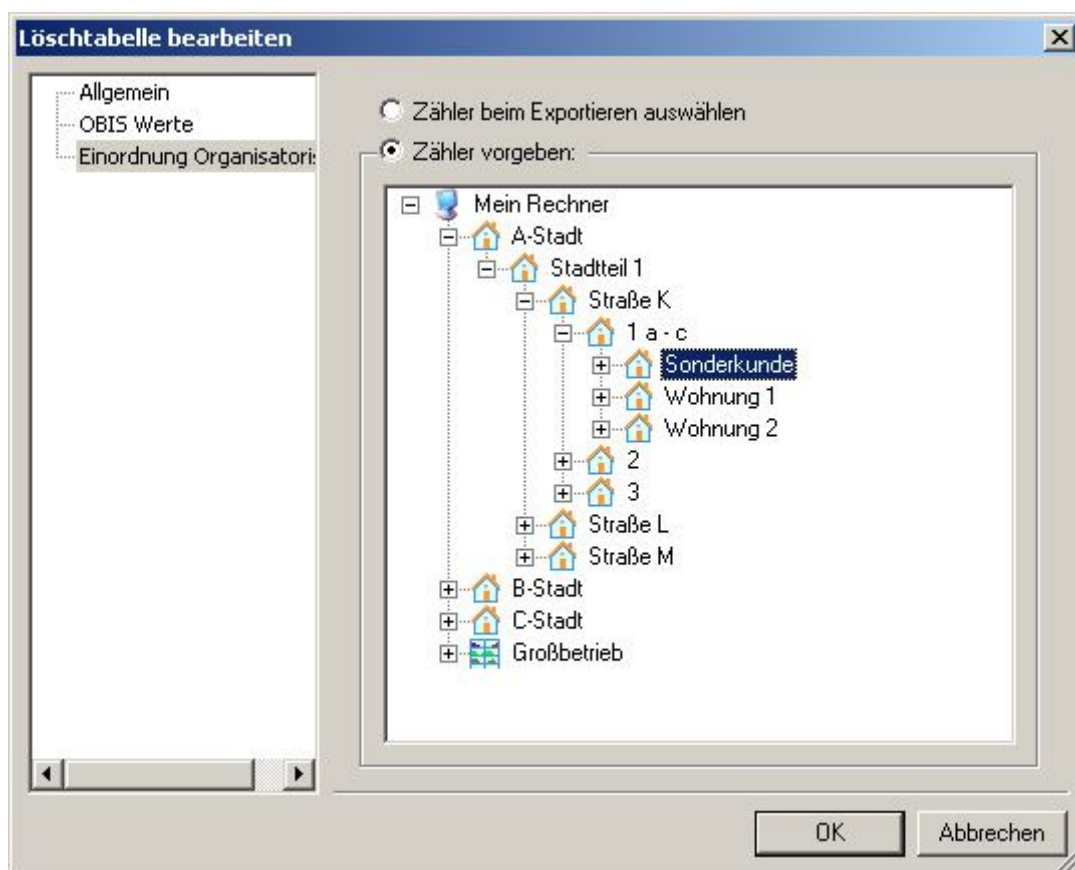 Löschtabelle bearbeiten
Allgemein
OBIS Werte
Einordnung Organisatori
Zähler beim Exportieren auswählen
Zähler vorgeben:
Mein Rechner
A-Stadt
Stadtteil 1
Straße K
1 a - c
Sonderkunde
Wohnung 1
Wohnung 2
2
3
Straße L
Straße M
B-Stadt
C-Stadt
Großbetrieb
OK
Abbrechen